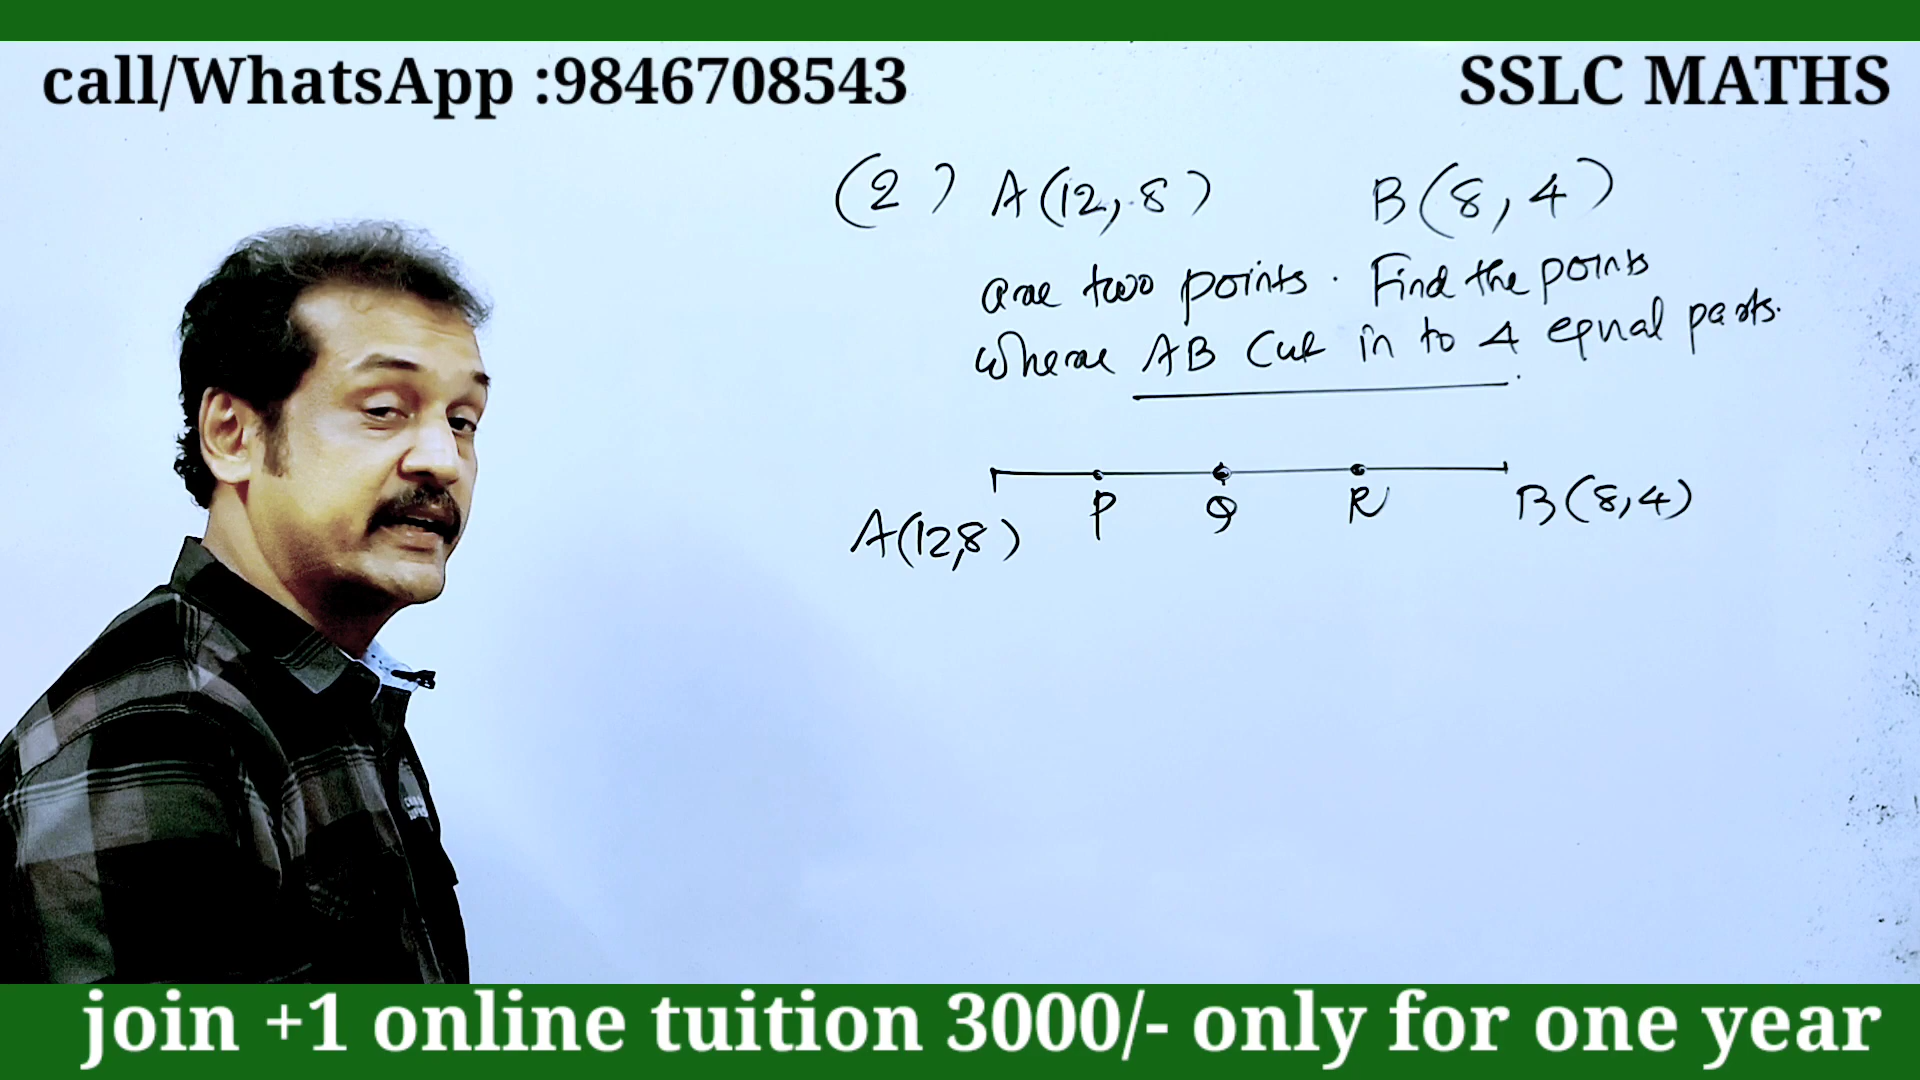 call/WhatsApp :9846708543
SSLC MATHS
(2) A(12,8) B(8,4)
are two points. Find the points
where AB cut in to 4 equal parts.
P Q R B(8,4)
A(12,8)
join +1 online tuition 3000/- only for one year